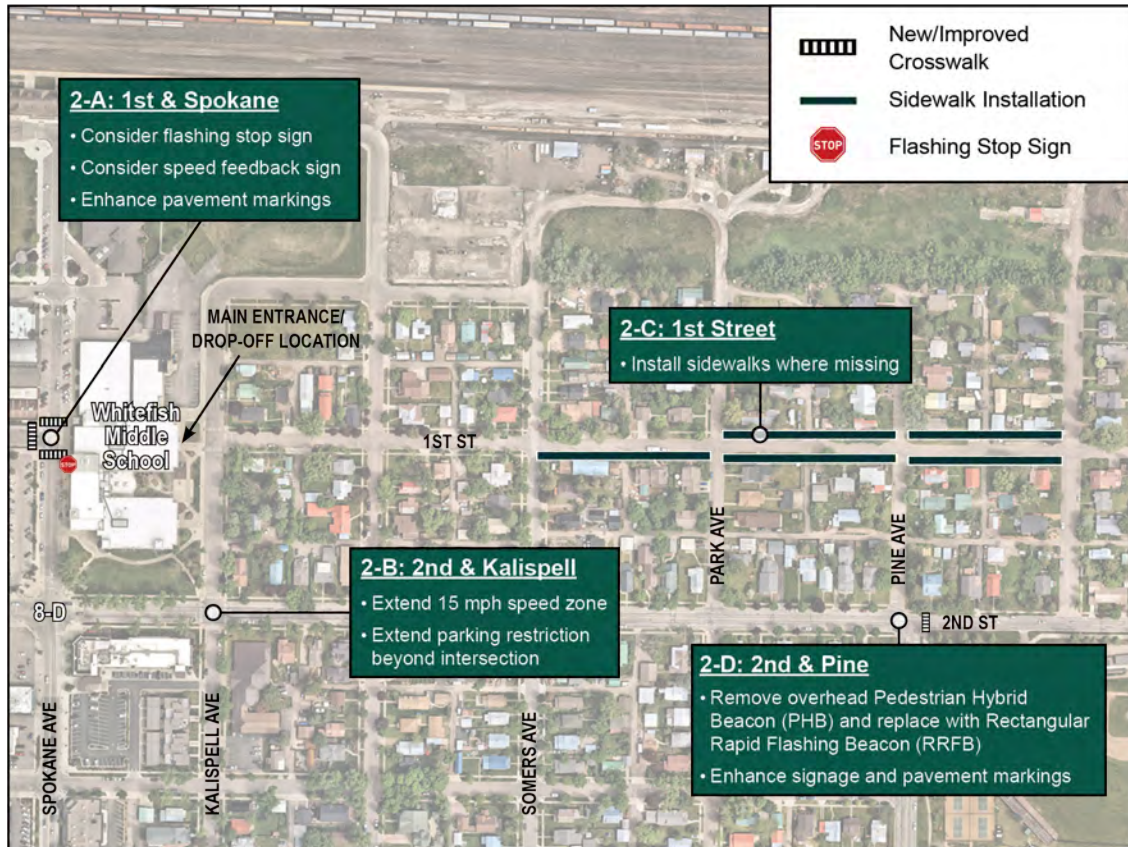 New/Improved
Crosswalk
Sidewalk Installation
STOP
Flashing Stop Sign
2-A: 1st & Spokane
• Consider flashing stop sign
• Consider speed feedback sign
• Enhance pavement markings
MAIN ENTRANCE/
DROP-OFF LOCATION
2-C: 1st Street
• Install sidewalks where missing
Whitefish
Middle
School
STOP
1ST ST
PARK AVE
PINE AVE
2-B: 2nd & Kalispell
• Extend 15 mph speed zone
• Extend parking restriction
beyond intersection
8-D
2ND ST
2-D: 2nd & Pine
• Remove overhead Pedestrian Hybrid
Beacon (PHB) and replace with Rectangular
Rapid Flashing Beacon (RRFB)
• Enhance signage and pavement markings
SPOKANE AVE
KALISPELL AVE
SOMERS AVE